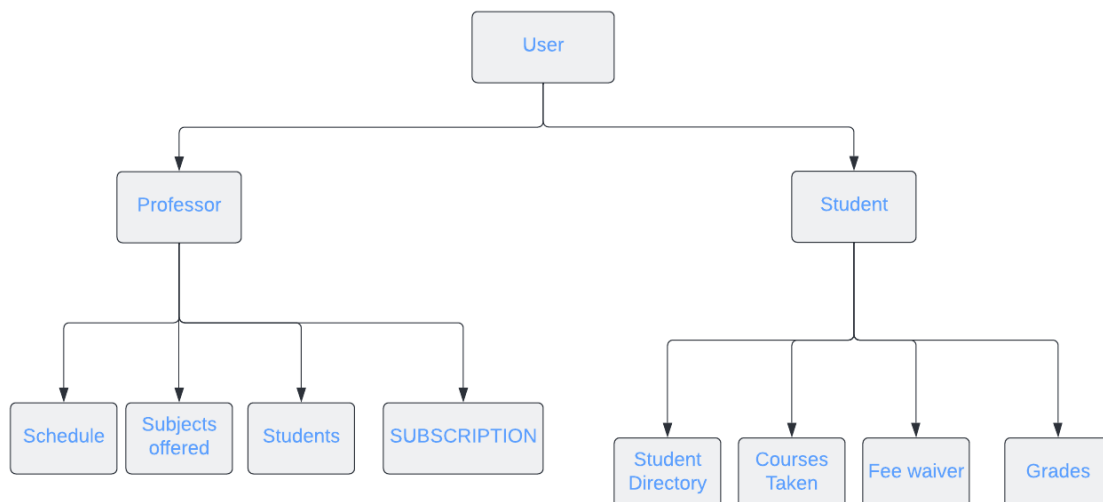 User
Professor
Student
Schedule
Subjects
offered
Students
SUBSCRIPTION
Student
Directory
Courses
Taken
Fee waiver
Grades